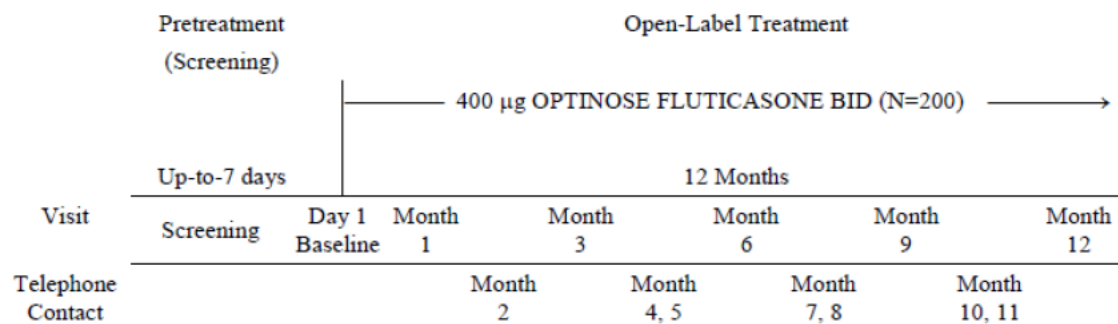 Pretreatment Open-Label Treatment
(Screening)
400 µg OPTINOSE FLUTICASONE BID (N=200)
Up-to-7 days 12 Months
Visit Screening Day 1 Month Month Month Month Month
Baseline 1 3 6 9 12
Telephone Month Month Month Month
Contact 2 4, 5 7, 8 10, 11